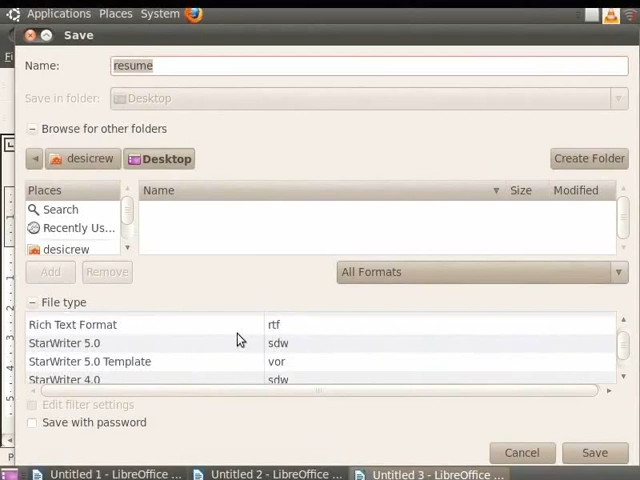 Applications Places System
Save
Name: resume
Save in folder: Desktop
Browse for other folders
desicrew Desktop Create Folder
Places Name Size Modified
Search
Recently Us...
desicrew
Add Remove All Formats
File type
Rich Text Format rtf
StarWriter 5.0 sdw
StarWriter 5.0 Template vor
StarWriter 4.0 sdw
Edit filter settings
Save with password
Cancel Save
Untitled 1 - LibreOffice ... Untitled 2 - LibreOffice ... Untitled 3 - LibreOffice ...